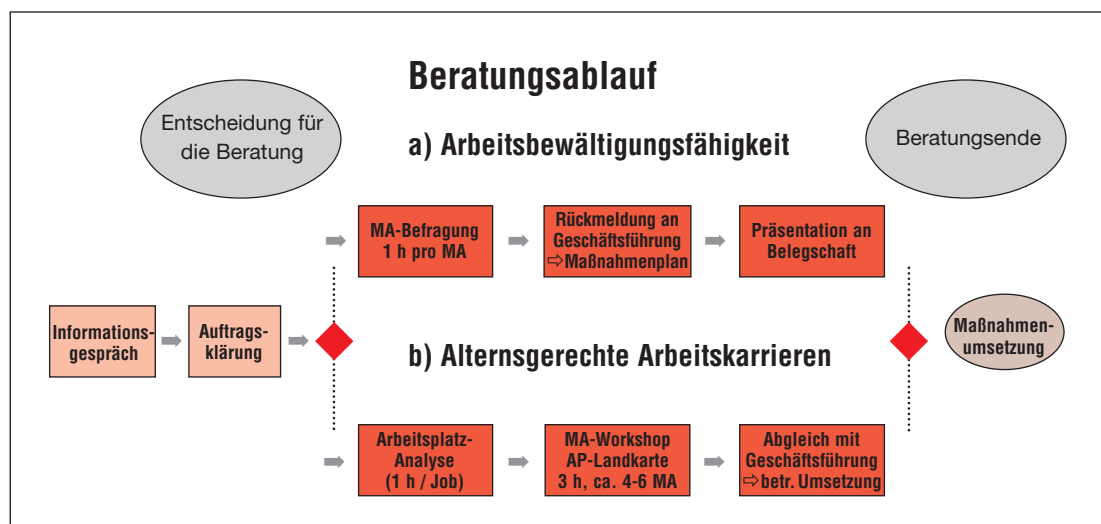 Beratungsablauf
Entscheidung für
die Beratung
a) Arbeitsbewältigungsfähigkeit
Beratungsende
MA-Befragung
1 h pro MA
Rückmeldung an
Geschäftsführung
⇨Maßnahmenplan
Präsentation an
Belegschaft
Informations-
gespräch
Auftrags-
klärung
b) Alternsgerechte Arbeitskarrieren
Maßnahmen-
umsetzung
Arbeitsplatz-
Analyse
(1 h / Job)
MA-Workshop
AP-Landkarte
3 h, ca. 4-6 MA
Abgleich mit
Geschäftsführung
⇨betr. Umsetzung